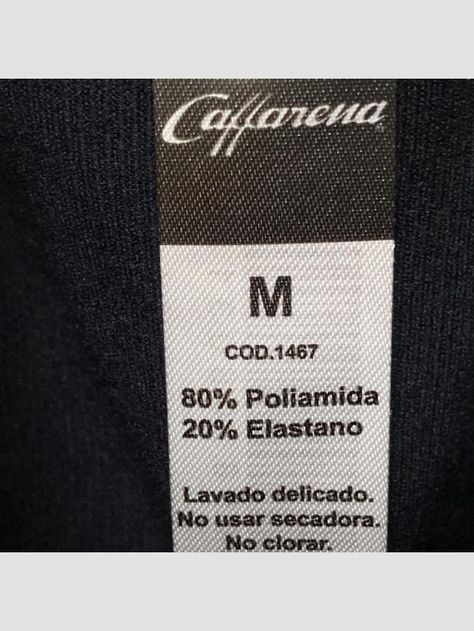 Caffarena
M
COD.1467
80% Poliamida
20% Elastano
Lavado delicado.
No usar secadora.
No clorar.